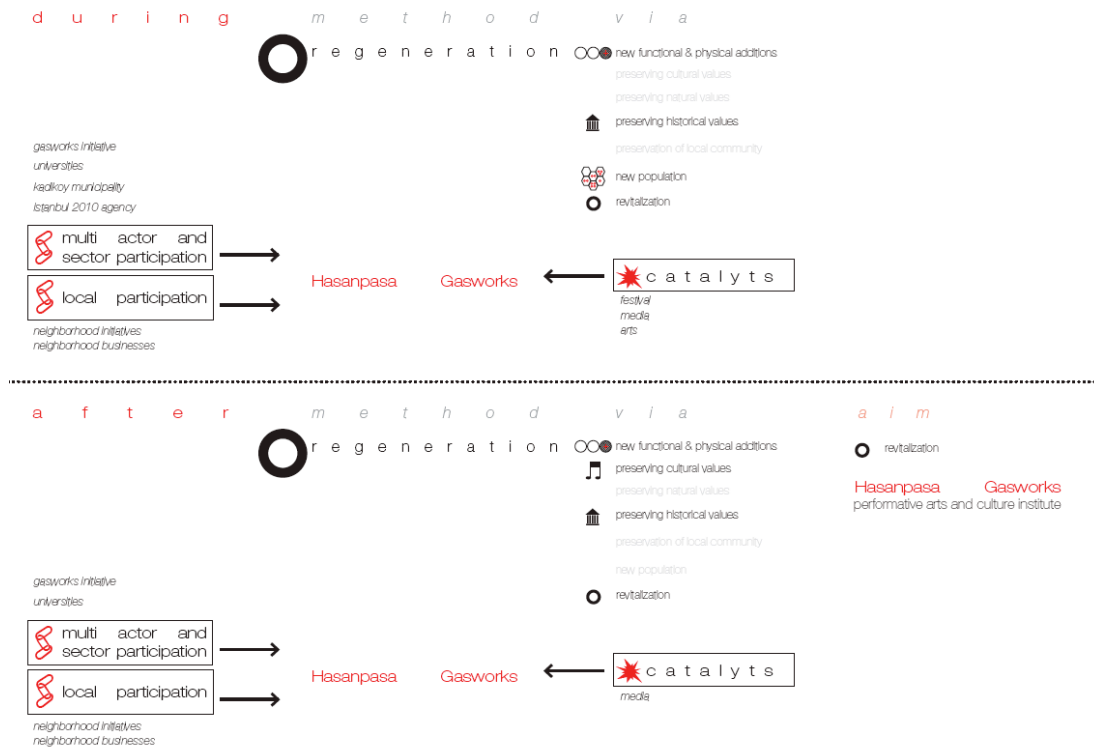 during method via
regeneration new functional & physical additions
preserving cultural values
preserving natural values
preserving historical values
preservation of local community
new population
revitalization
gasworks initiative
universities
kadikoy municipality
istanbul 2010 agency
multi actor and
sector participation
local participation
neighborhood initiatives
neighborhood businesses
Hasanpasa Gasworks
catalyts
festival
media
arts
after method via aim
regeneration new functional & physical additions
preserving cultural values
preserving natural values
preserving historical values
preservation of local community
new population
revitalization
revitalization
Hasanpasa Gasworks
performative arts and culture institute
gasworks initiative
universities
multi actor and
sector participation
local participation
neighborhood initiatives
neighborhood businesses
Hasanpasa Gasworks
catalyts
media